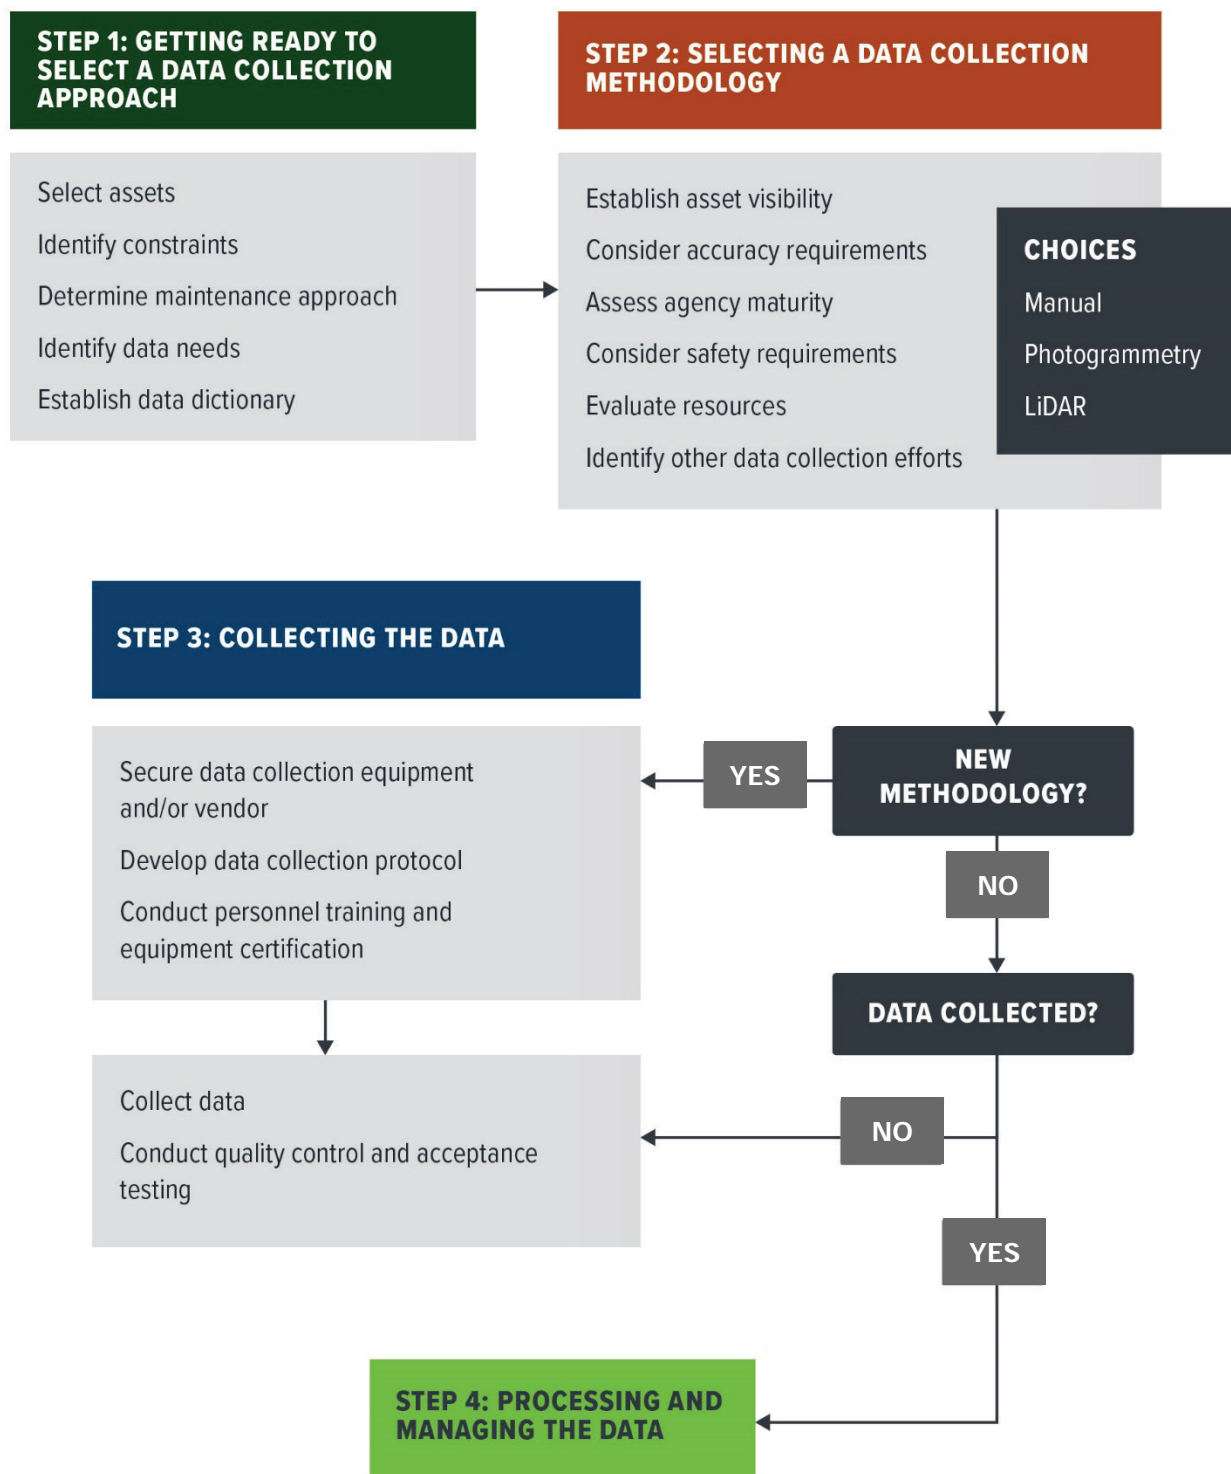 STEP 1: GETTING READY TO
SELECT A DATA COLLECTION
APPROACH
Select assets
Identify constraints
Determine maintenance approach
Identify data needs
Establish data dictionary
STEP 2: SELECTING A DATA COLLECTION
METHODOLOGY
Establish asset visibility
Consider accuracy requirements
Assess agency maturity
Consider safety requirements
Evaluate resources
Identify other data collection efforts
CHOICES
Manual
Photogrammetry
LiDAR
STEP 3: COLLECTING THE DATA
Secure data collection equipment
and/or vendor
Develop data collection protocol
Conduct personnel training and
equipment certification
YES
NEW
METHODOLOGY?
NO
DATA COLLECTED?
Collect data
Conduct quality control and acceptance
testing
NO
YES
STEP 4: PROCESSING AND
MANAGING THE DATA